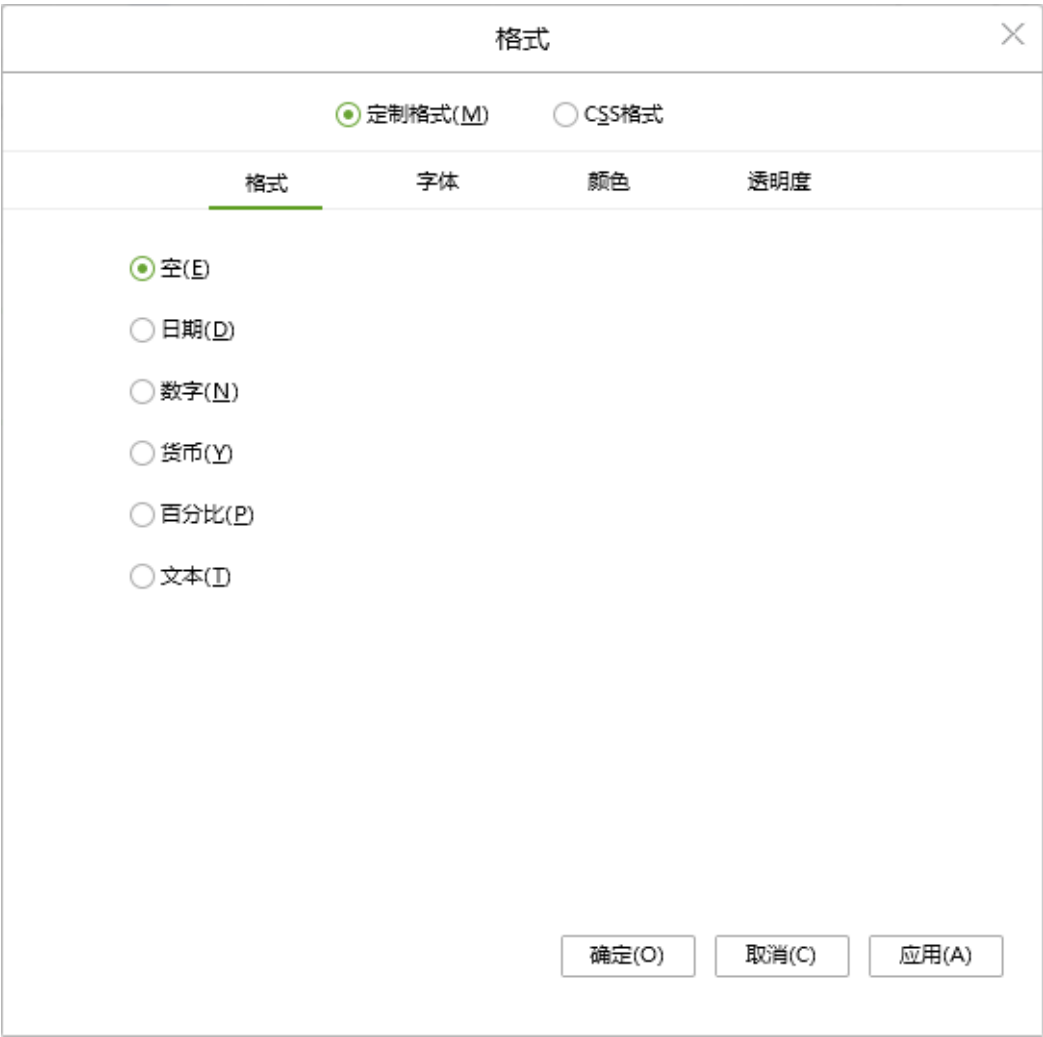 格式
定制格式(M) CSS格式
格式 字体 颜色 透明度
空(E)
日期(D)
数字(N)
货币(Y)
百分比(P)
文本(T)
确定(O) 取消(C) 应用(A)